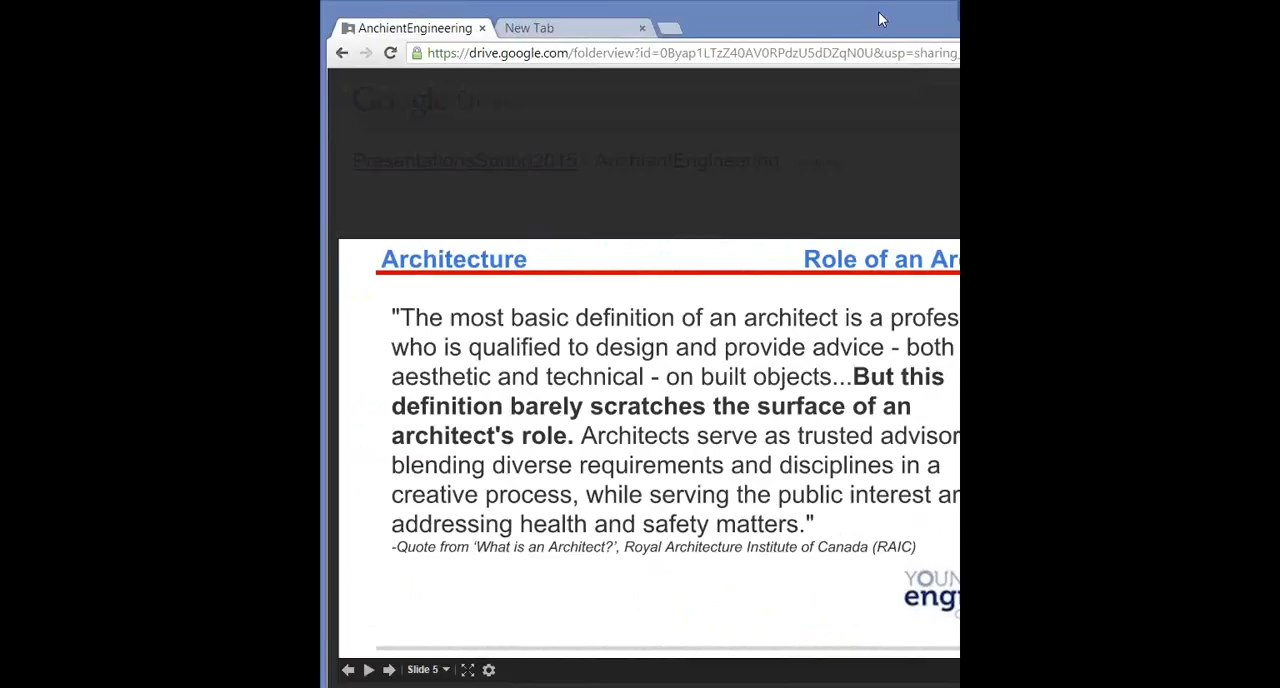 AnchientEngineering
New Tab
https://drive.google.com/folderview?id=0Byap1LTzZ40AV0RPdzU5dDZqN0U&usp=sharing
Google
PresentationsSpring2015 AnchientEngineering
Architecture Role of an Ar
"The most basic definition of an architect is a profes
who is qualified to design and provide advice - both
aesthetic and technical - on built objects...But this
definition barely scratches the surface of an
architect's role. Architects serve as trusted advisor
blending diverse requirements and disciplines in a
creative process, while serving the public interest an
addressing health and safety matters."
-Quote from ‘What is an Architect?’, Royal Architecture Institute of Canada (RAIC)
YOUN
eng
Slide 5